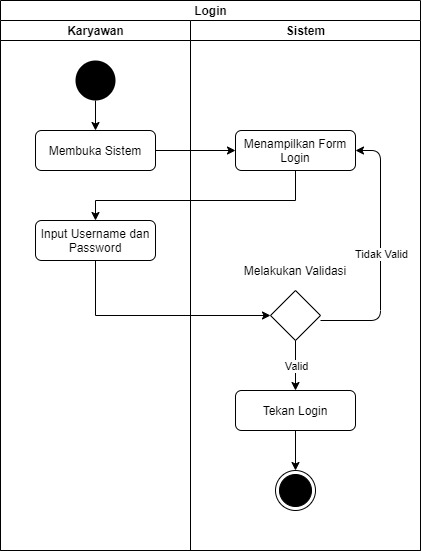 Login
Karyawan
Sistem
Membuka Sistem
Menampilkan Form
Login
Input Username dan
Password
Melakukan Validasi
Tidak Valid
Valid
Tekan Login